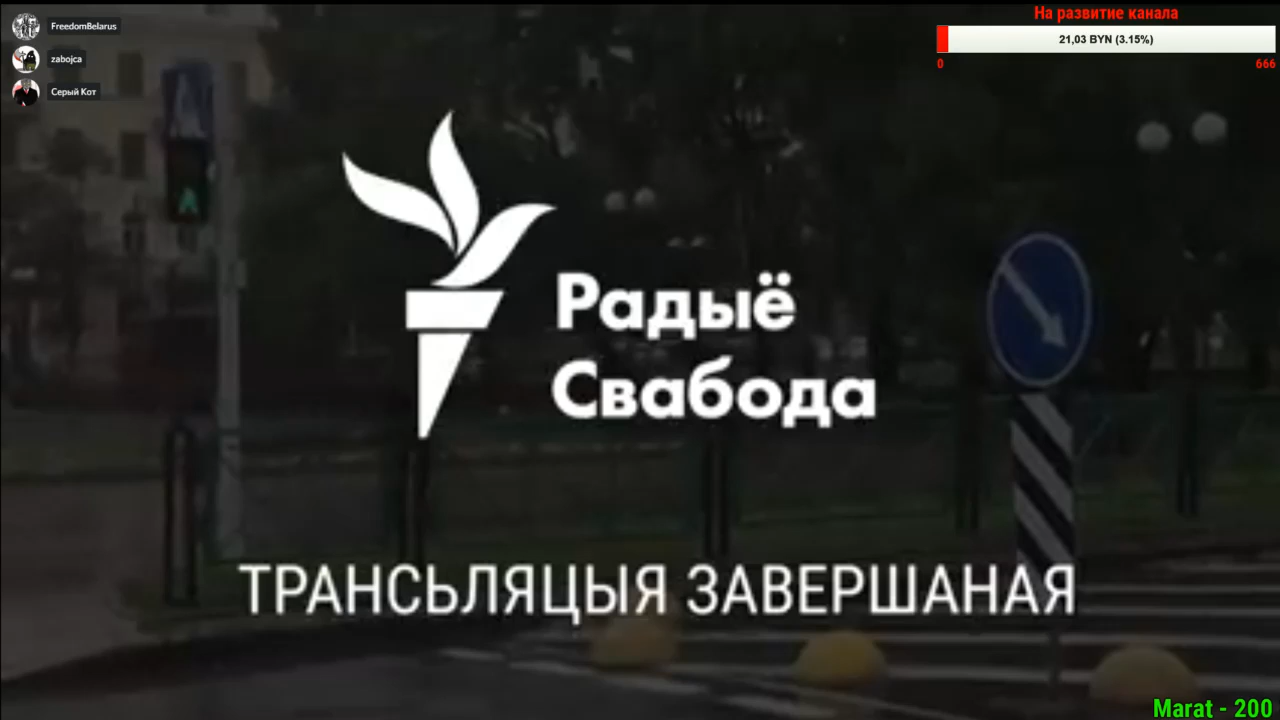 FreedomBelarus
zabojca
Серый Кот
На развитие канала
21,03 BYN (3.15%)
0
666
Радыё
Свабода
ТРАНСЬЛЯЦЫЯ ЗАВЕРШАНАЯ
Marat - 200